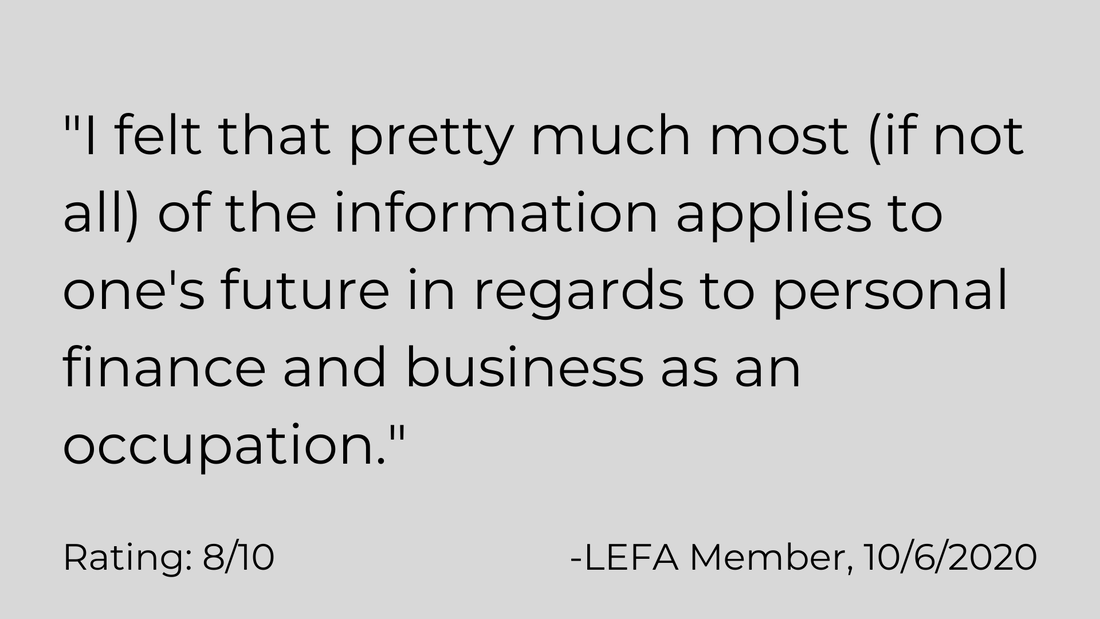 "I felt that pretty much most (if not
all) of the information applies to
one's future in regards to personal
finance and business as an
occupation."
Rating: 8/10
-LEFA Member, 10/6/2020